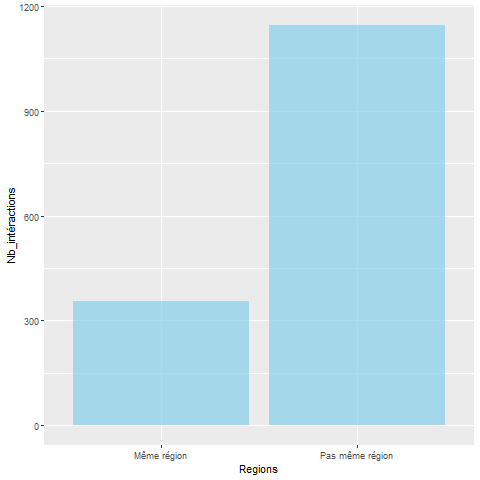 1200
900
600
300
0
Nb_intéractions
Même région
Pas même région
Regions